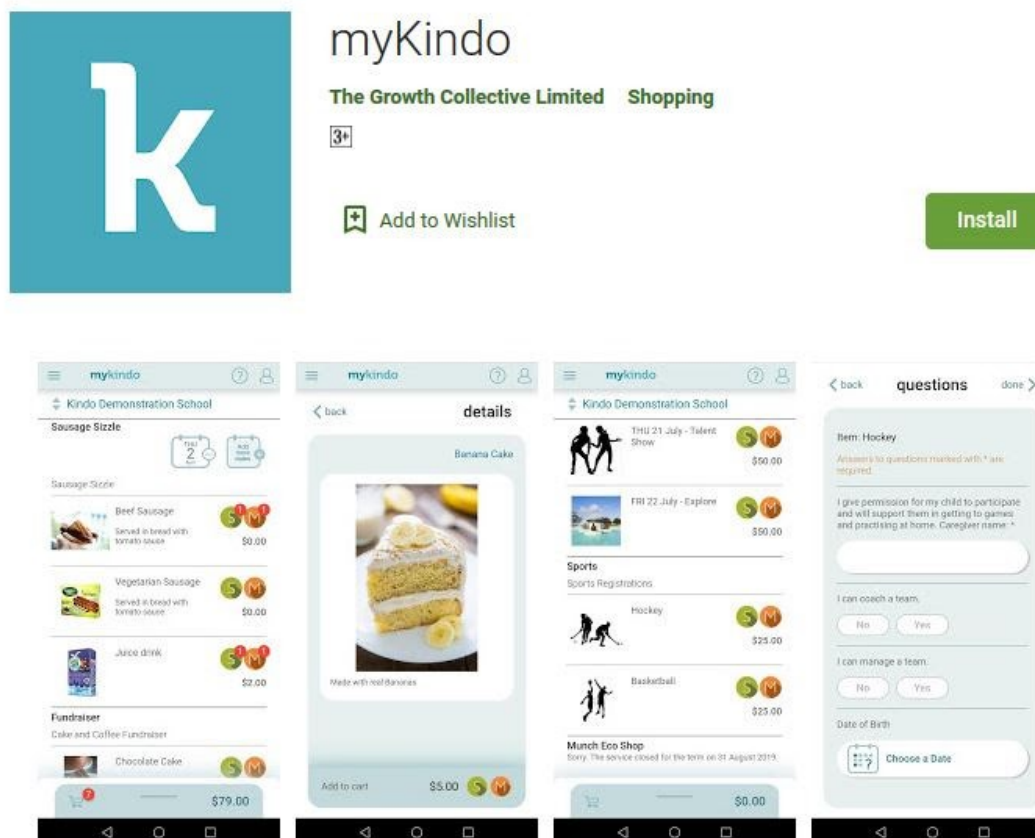 k
myKindo
The Growth Collective Limited Shopping
3+
Add to Wishlist
Install
mykindo
Kindo Demonstration School
Sausage Sizzle
2
Sausage Sizzle
Beef Sausage
S 1 M 1
Served in bread with
tomato sauce
$0.00
Vegetarian Sausage
S M
Served in bread with
tomato sauce
$0.00
Juice drink
S 1 M 1
$2.00
Fundraiser
Cake and Coffee Fundraiser
Chocolate Cake
S M
7
$79.00
mykindo
back details
Banana Cake
Made with real Bananas
Add to cart $5.00 S M
mykindo
Kindo Demonstration School
THU 21 July - Talent
Show
S M
$50.00
FRI 22 July - Explore
S M
$50.00
Sports
Sports Registrations
Hockey
S M
$25.00
Basketball
S M
$25.00
Munch Eco Shop
Sorry. The service closed for the term on 31 August 2019.
$0.00
back questions done
Item: Hockey
Answers to questions marked with * are
required.
I give permission for my child to participate
and will support them in getting to games
and practising at home. Caregiver name: *
I can coach a team.
No Yes
I can manage a team.
No Yes
Date of Birth
? Choose a Date